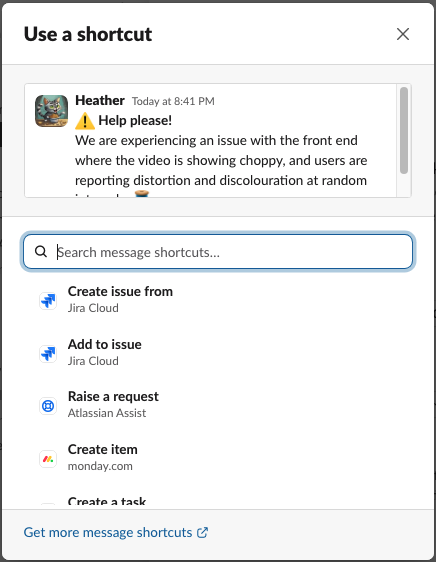 Use a shortcut
Heather Today at 8:41 PM
Help please!
We are experiencing an issue with the front end
where the video is showing choppy, and users are
reporting distortion and discolouration at random
Search message shortcuts...
Create issue from
Jira Cloud
Add to issue
Jira Cloud
Raise a request
Atlassian Assist
Create item
monday.com
Create a task
Get more message shortcuts